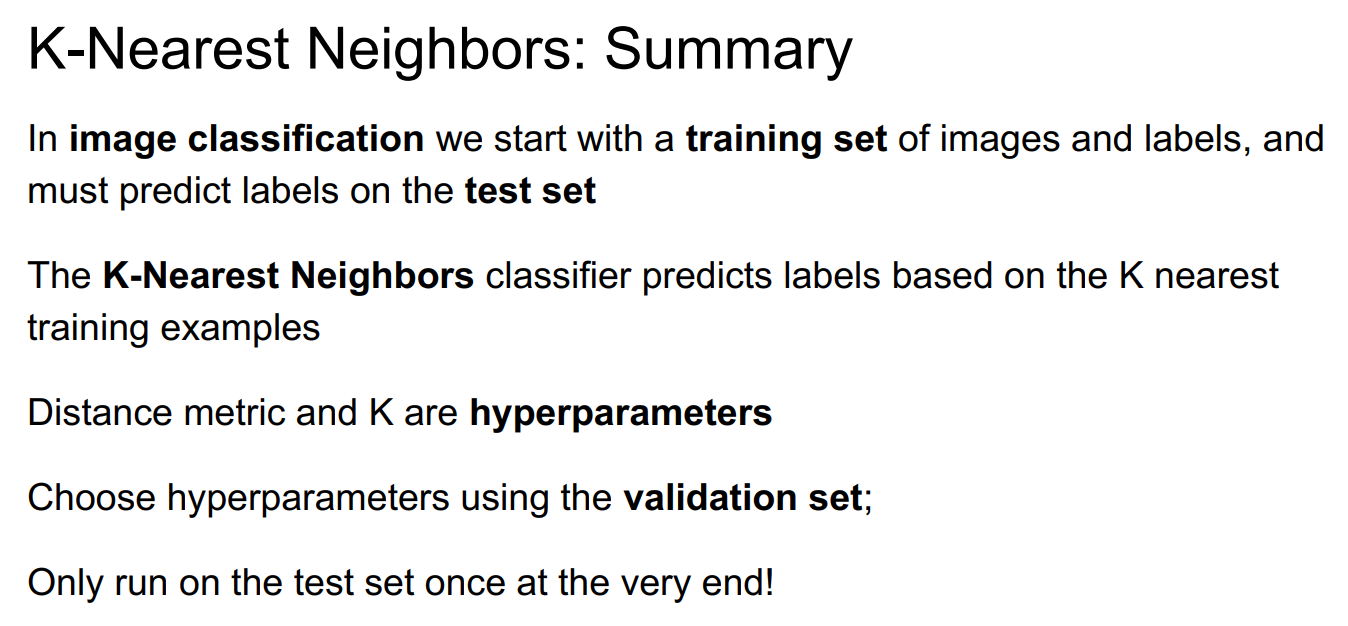 K-Nearest Neighbors: Summary
In image classification we start with a training set of images and labels, and
must predict labels on the test set
The K-Nearest Neighbors classifier predicts labels based on the K nearest
training examples
Distance metric and K are hyperparameters
Choose hyperparameters using the validation set;
Only run on the test set once at the very end!